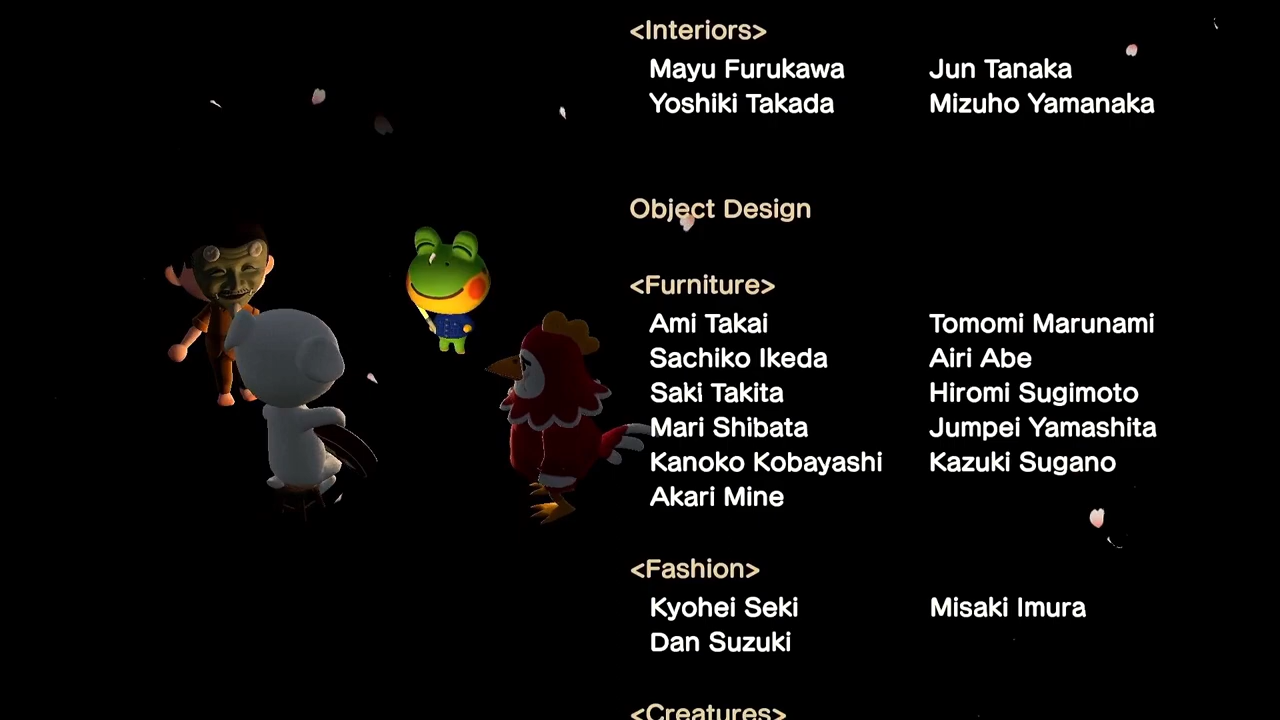 <Interiors>
Mayu Furukawa Jun Tanaka
Yoshiki Takada Mizuho Yamanaka
Object Design
<Furniture>
Ami Takai Tomomi Marunami
Sachiko Ikeda Airi Abe
Saki Takita Hiromi Sugimoto
Mari Shibata Jumpei Yamashita
Kanoko Kobayashi Kazuki Sugano
Akari Mine
<Fashion>
Kyohei Seki Misaki Imura
Dan Suzuki
<Creatures>